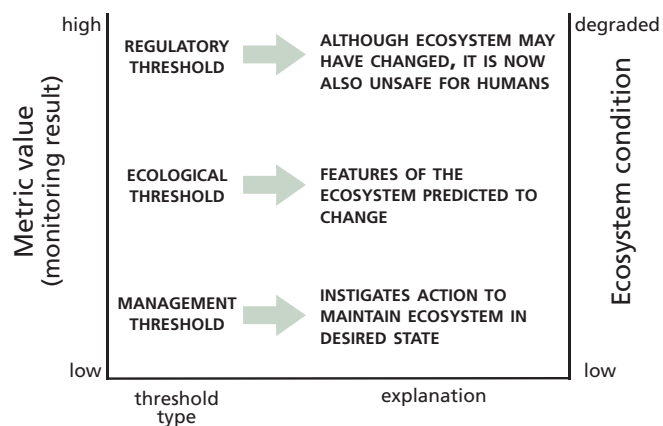 high
degraded
REGULATORY
THRESHOLD
ALTHOUGH ECOSYSTEM MAY
HAVE CHANGED, IT IS NOW
ALSO UNSAFE FOR HUMANS
Metric value
(monitoring result)
ECOLOGICAL
THRESHOLD
FEATURES OF THE
ECOSYSTEM PREDICTED TO
CHANGE
Ecosystem condition
MANAGEMENT
THRESHOLD
INSTIGATES ACTION TO
MAINTAIN ECOSYSTEM IN
DESIRED STATE
low
low
threshold
type
explanation